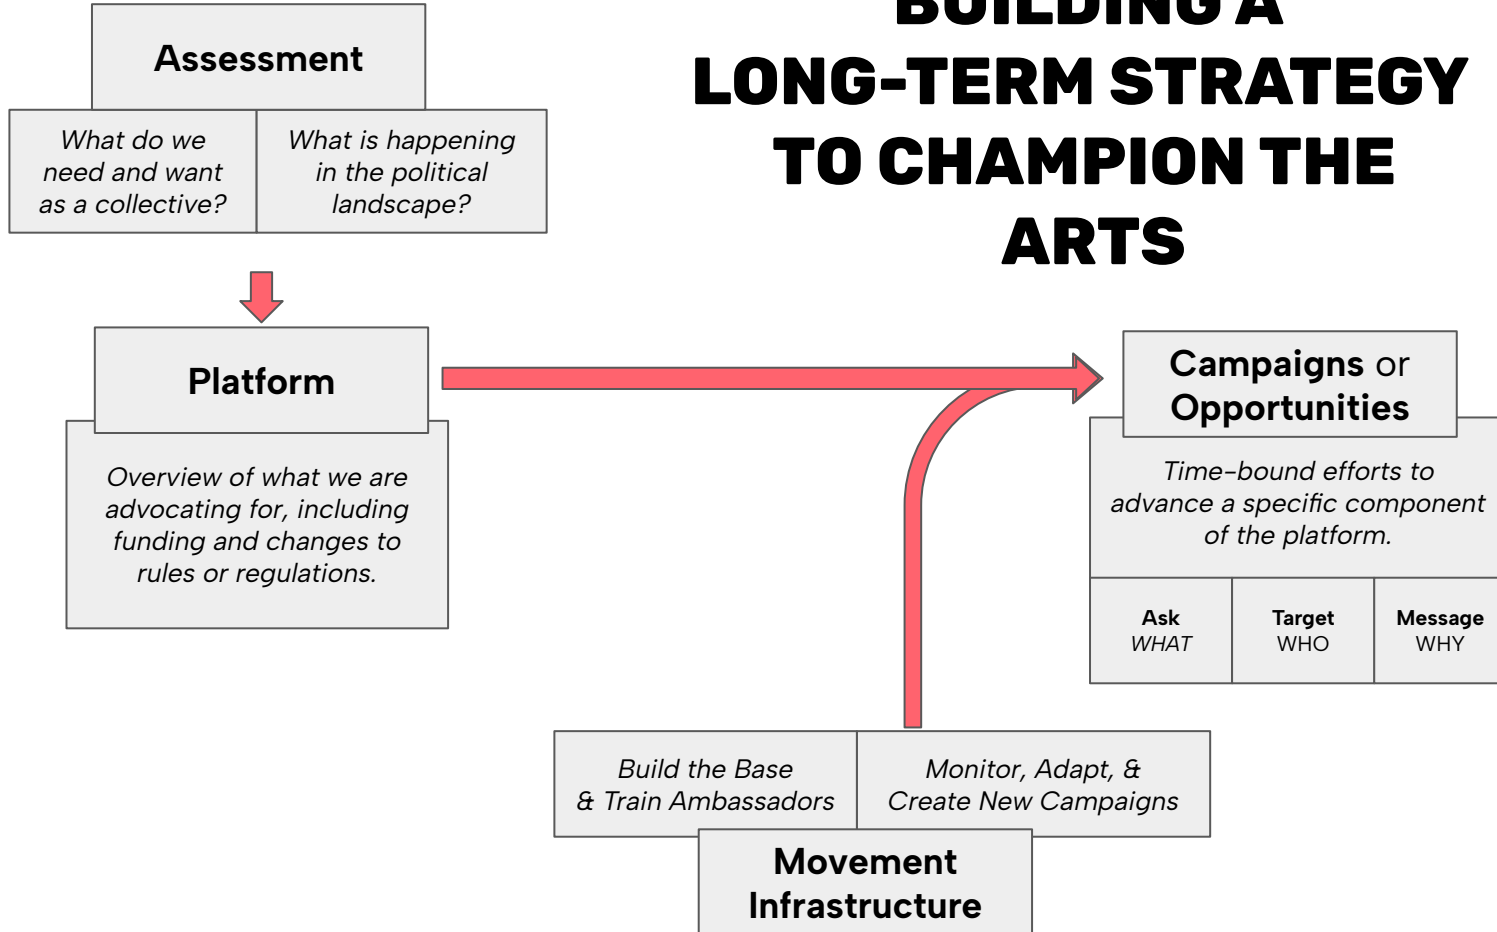 BUILDING A
LONG-TERM STRATEGY
TO CHAMPION THE
ARTS
Assessment
What do we
need and want
as a collective?
What is happening
in the political
landscape?
Platform
Overview of what we are
advocating for, including
funding and changes to
rules or regulations.
Campaigns or
Opportunities
Time-bound efforts to
advance a specific component
of the platform.
Ask
WHAT
Target
WHO
Message
WHY
Build the Base
& Train Ambassadors
Monitor, Adapt, &
Create New Campaigns
Movement
Infrastructure